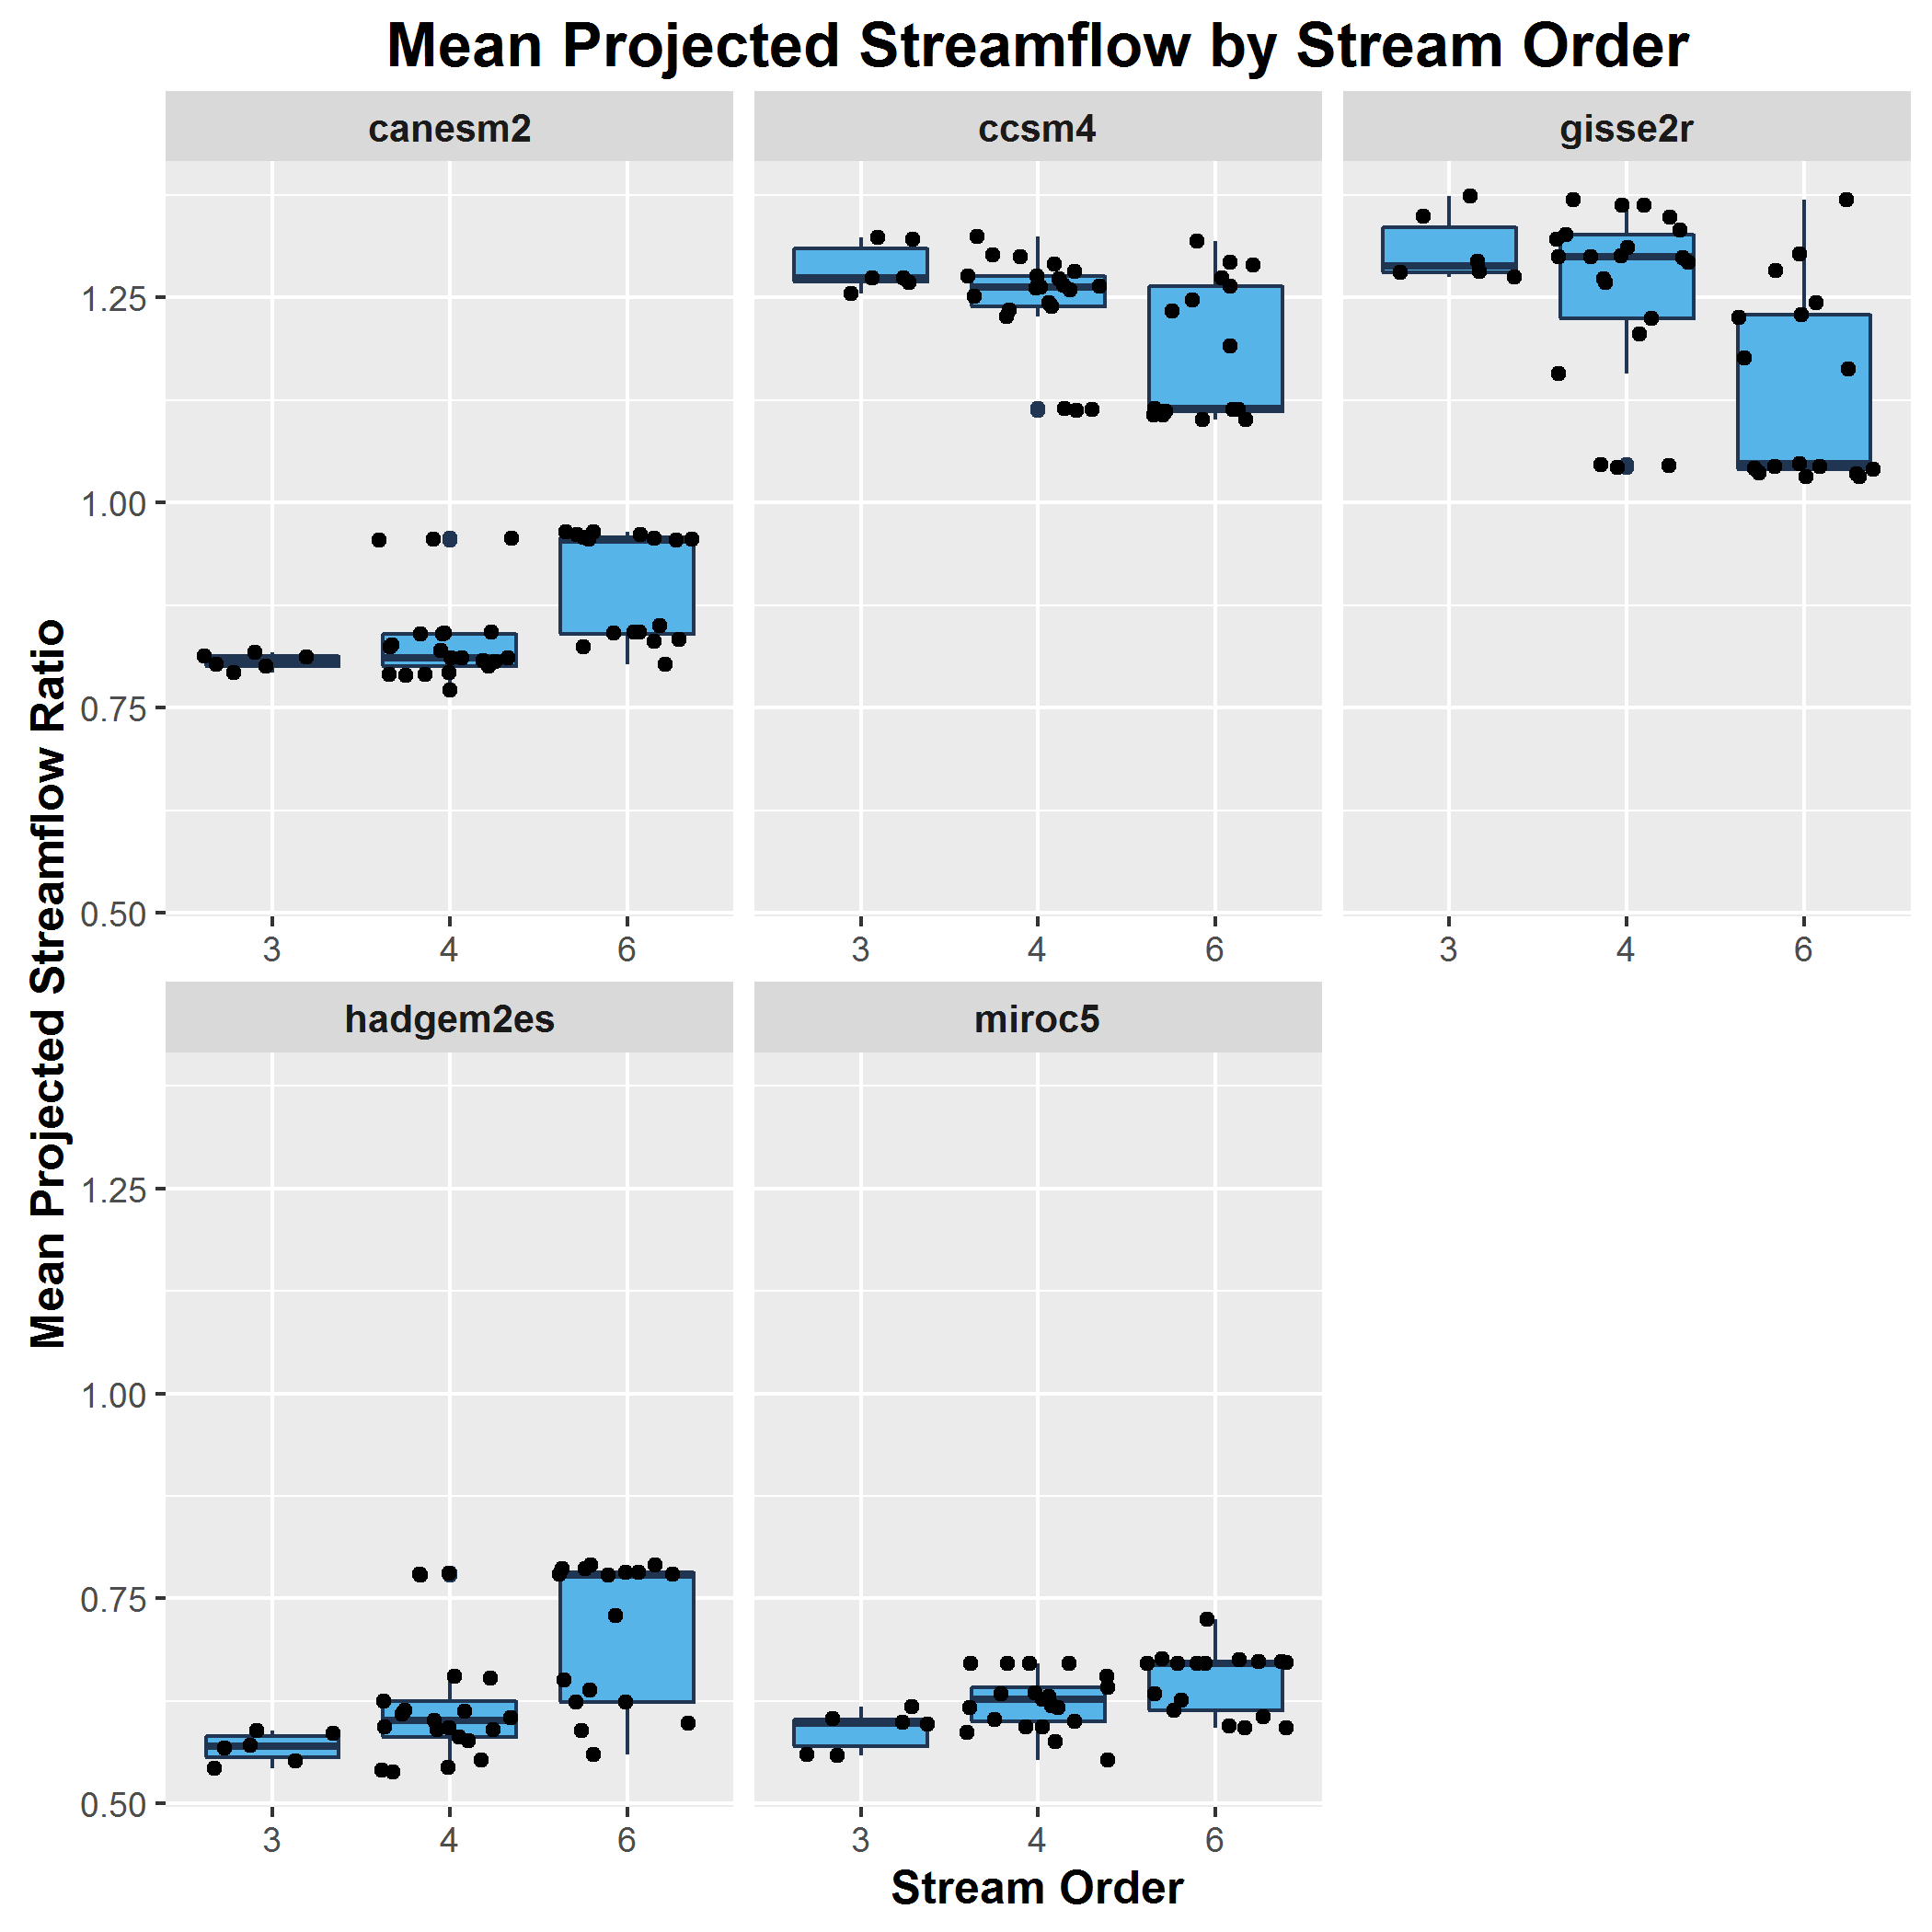 Mean Projected Streamflow by Stream Order
canesm2 ccsm4 gisse2r
Mean Projected Streamflow Ratio
1.25
1.00
0.75
0.50
3 4 6 3 4 6 3 4 6
hadgem2es miroc5
1.25
1.00
0.75
0.50
3 4 6 3 4 6
Stream Order